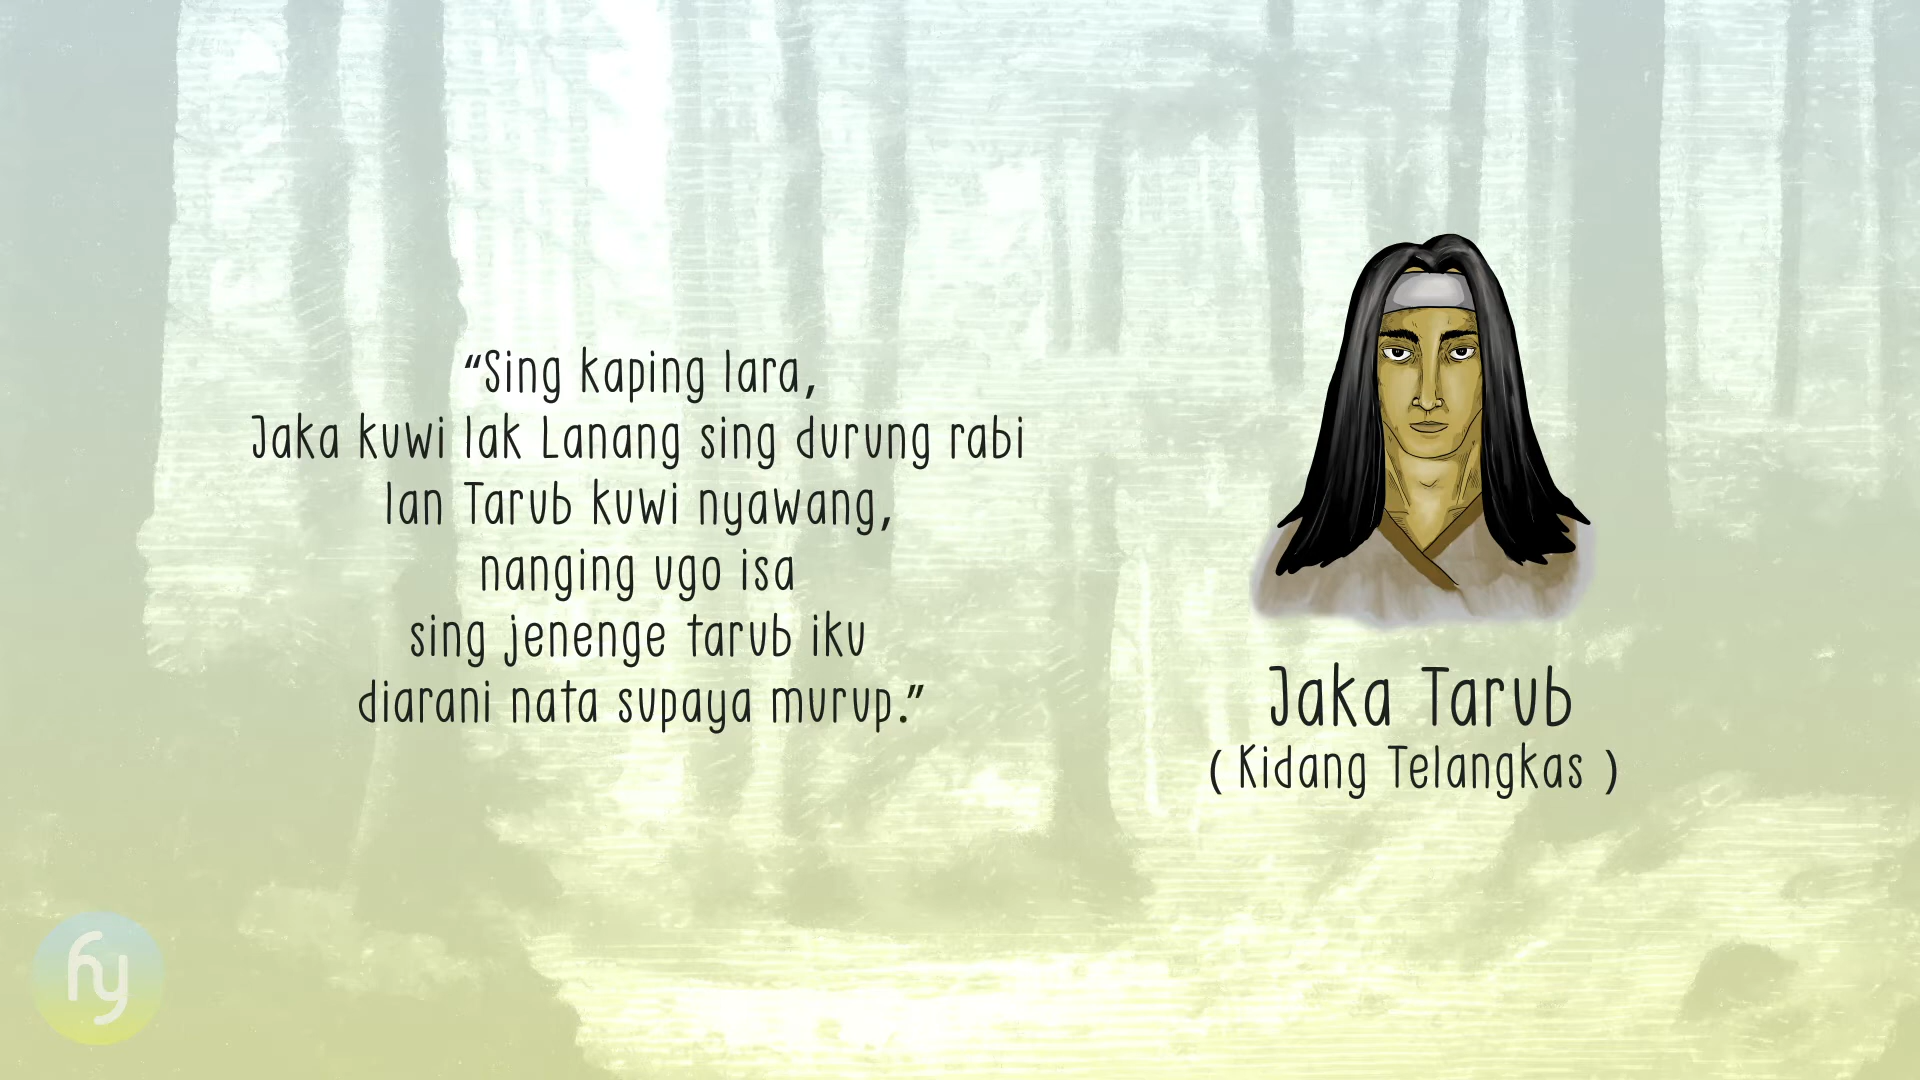 “Sing kaping lara,
Jaka kuwi lak Lanang sing durung rabi
lan Tarub kuwi nyawang,
nanging ugo isa
sing jenenge tarub iku
diarani nata supaya murup.”
Jaka Tarub
( Kidang Telangkas )
hy